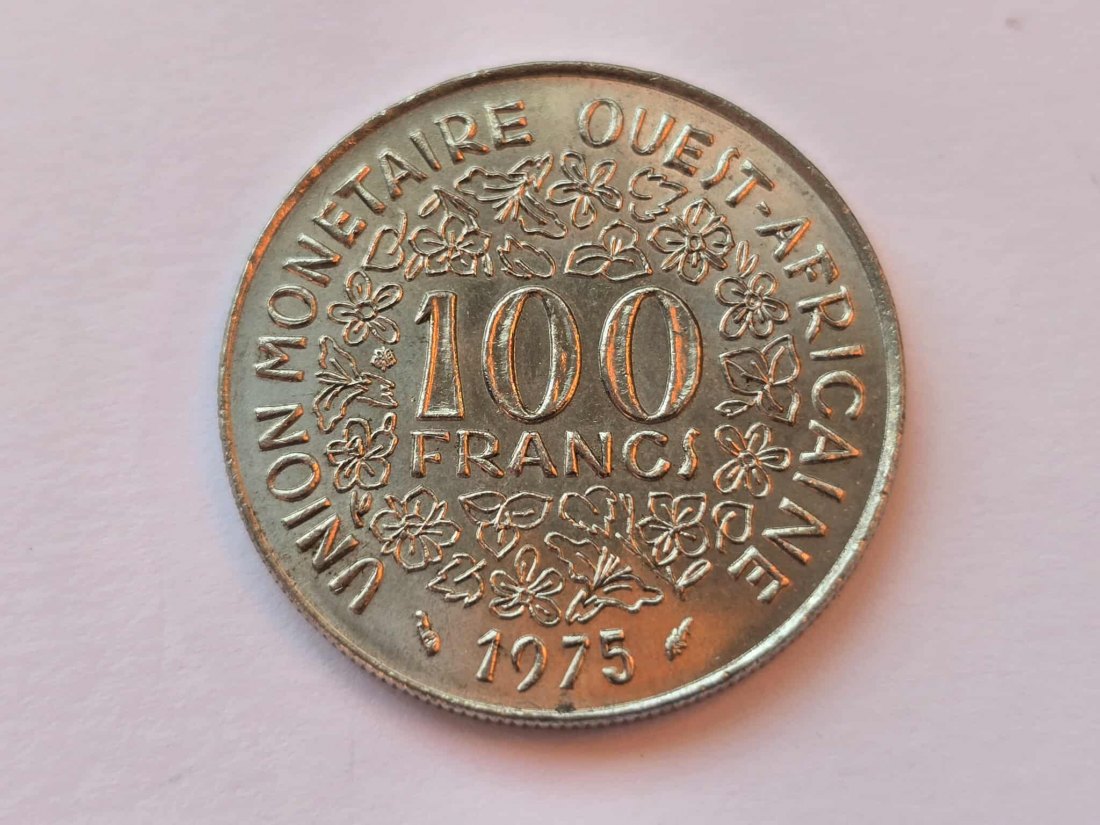 UNION MONETAIRE OUEST-AFRICAINE
100
FRANCS
1975